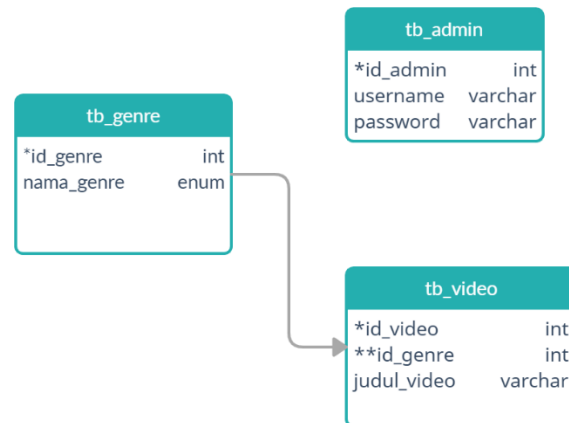 tb_admin
*id_admin int
username varchar
password varchar
tb_genre
*id_genre int
nama_genre enum
tb_video
*id_video int
**id_genre int
judul_video varchar